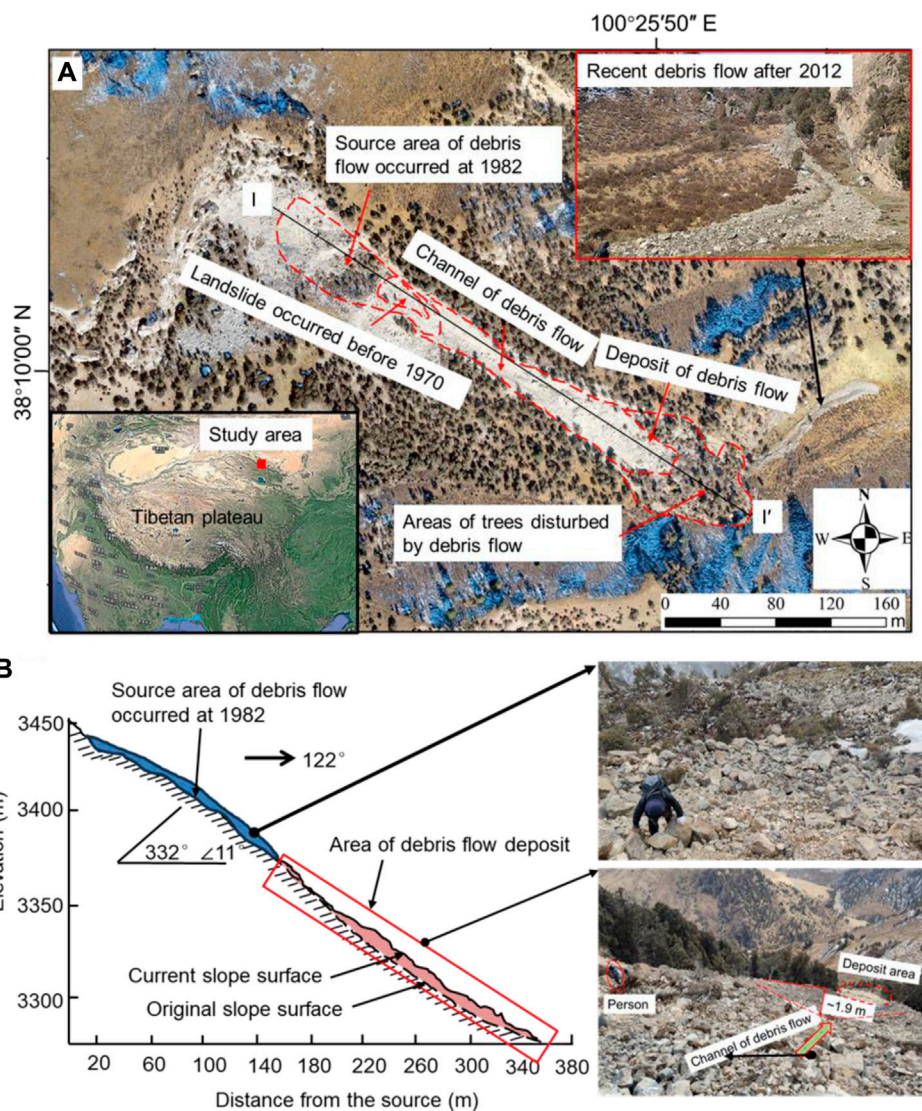 100°25′50″ E
A
Recent debris flow after 2012
Source area of debris
flow occurred at 1982
I
Channel of debris flow
Landslide occurred before 1970
Deposit of debris flow
38°10′00″ N
Study area
Tibetan plateau
Areas of trees disturbed
by debris flow
I′
N
W
E
S
0 40 80 120 160
m
B
Source area of debris flow
occurred at 1982
3450
122°
3400
332° ∠11°
Area of debris flow deposit
3350
Current slope surface
Original slope surface
3300
Elevation (m)
20 60 100 140 180 220 260 300 340 380
Distance from the source (m)
Person
Deposit area
~1.9 m
Channel of debris flow